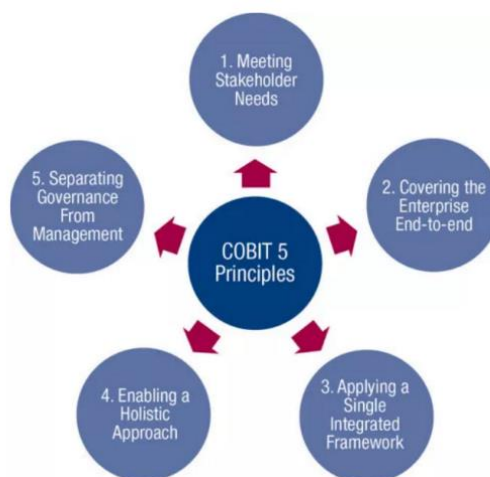 1. Meeting
Stakeholder
Needs
5. Separating
Governance
From
Management
2. Covering the
Enterprise
End-to-end
COBIT 5
Principles
4. Enabling a
Holistic
Approach
3. Applying a
Single
Integrated
Framework